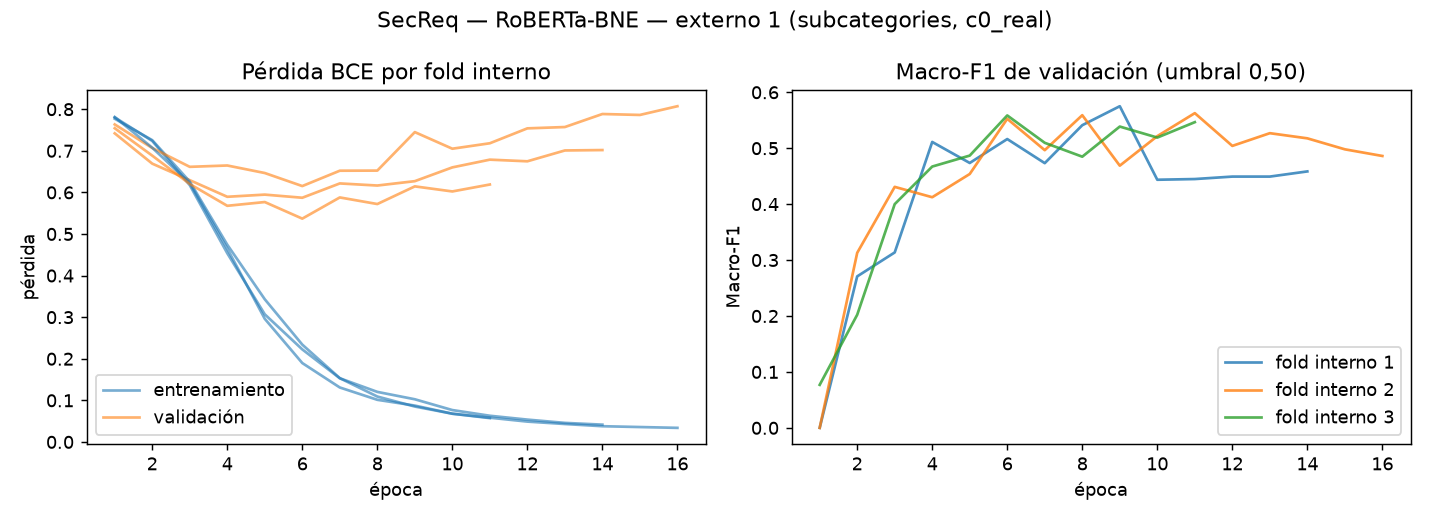 SecReq — RoBERTa-BNE — externo 1 (subcategories, c0_real)
Pérdida BCE por fold interno
pérdida
0.8
0.7
0.6
0.5
0.4
0.3
0.2
0.1
0.0
entrenamiento
validación
2 4 6 8 10 12 14 16
época
Macro-F1 de validación (umbral 0,50)
Macro-F1
0.6
0.5
0.4
0.3
0.2
0.1
0.0
fold interno 1
fold interno 2
fold interno 3
2 4 6 8 10 12 14 16
época